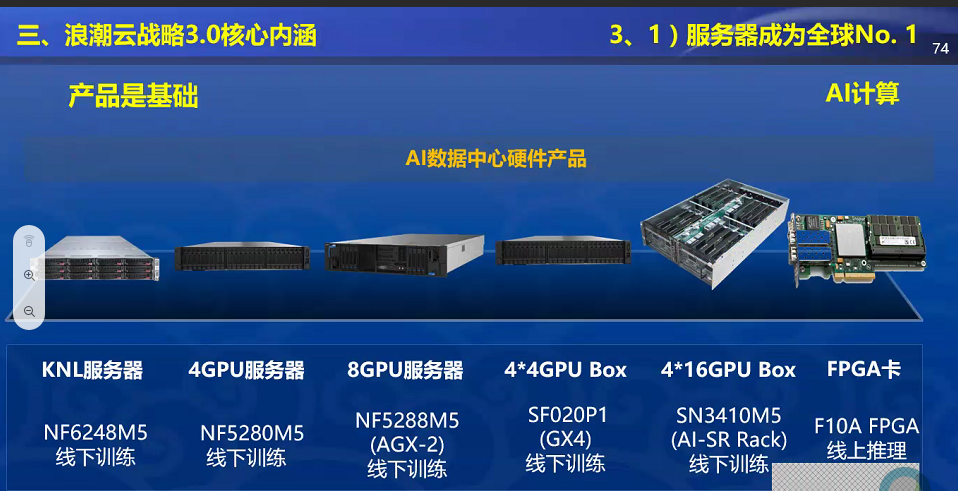 三、浪潮云战略3.0核心内涵
3、1）服务器成为全球No. 1
74
产品是基础
AI计算
AI数据中心硬件产品
KNL服务器
4GPU服务器
8GPU服务器
4*4GPU Box
4*16GPU Box
FPGA卡
NF6248M5
线下训练
NF5280M5
线下训练
NF5288M5
(AGX-2)
线下训练
SF020P1
(GX4)
线下训练
SN3410M5
(AI-SR Rack)
线下训练
F10A FPGA
线上推理